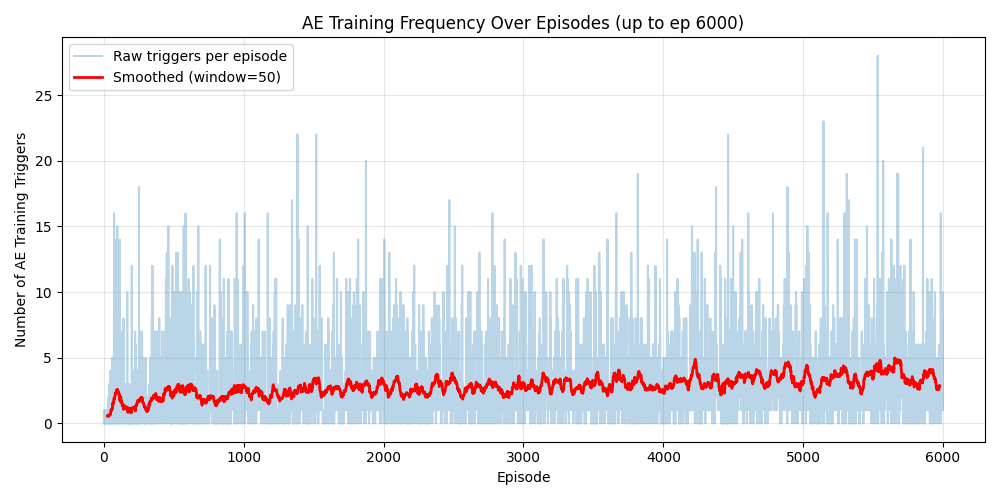 AE Training Frequency Over Episodes (up to ep 6000)
Raw triggers per episode
Smoothed (window=50)
Number of AE Training Triggers
25
20
15
10
5
0
0 1000 2000 3000 4000 5000 6000
Episode